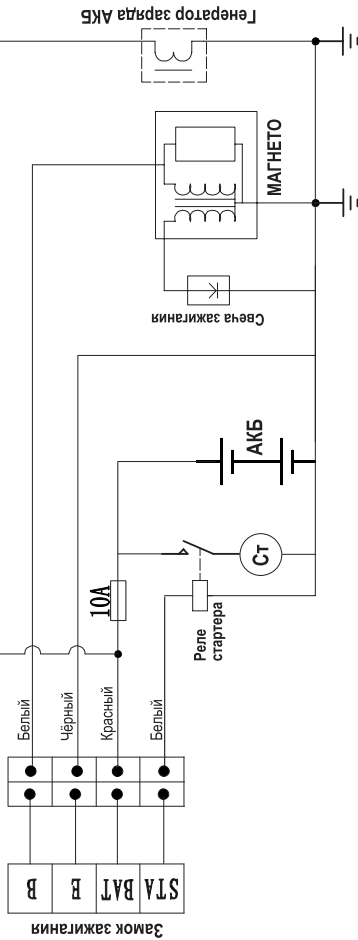 Генератор заряда АКБ
МАГНЕТО
Свеча зажигания
АКБ
Ст
10A
Реле
стартера
Белый
Чёрный
Красный
Белый
B
E
BAT
STA
Замок зажигания